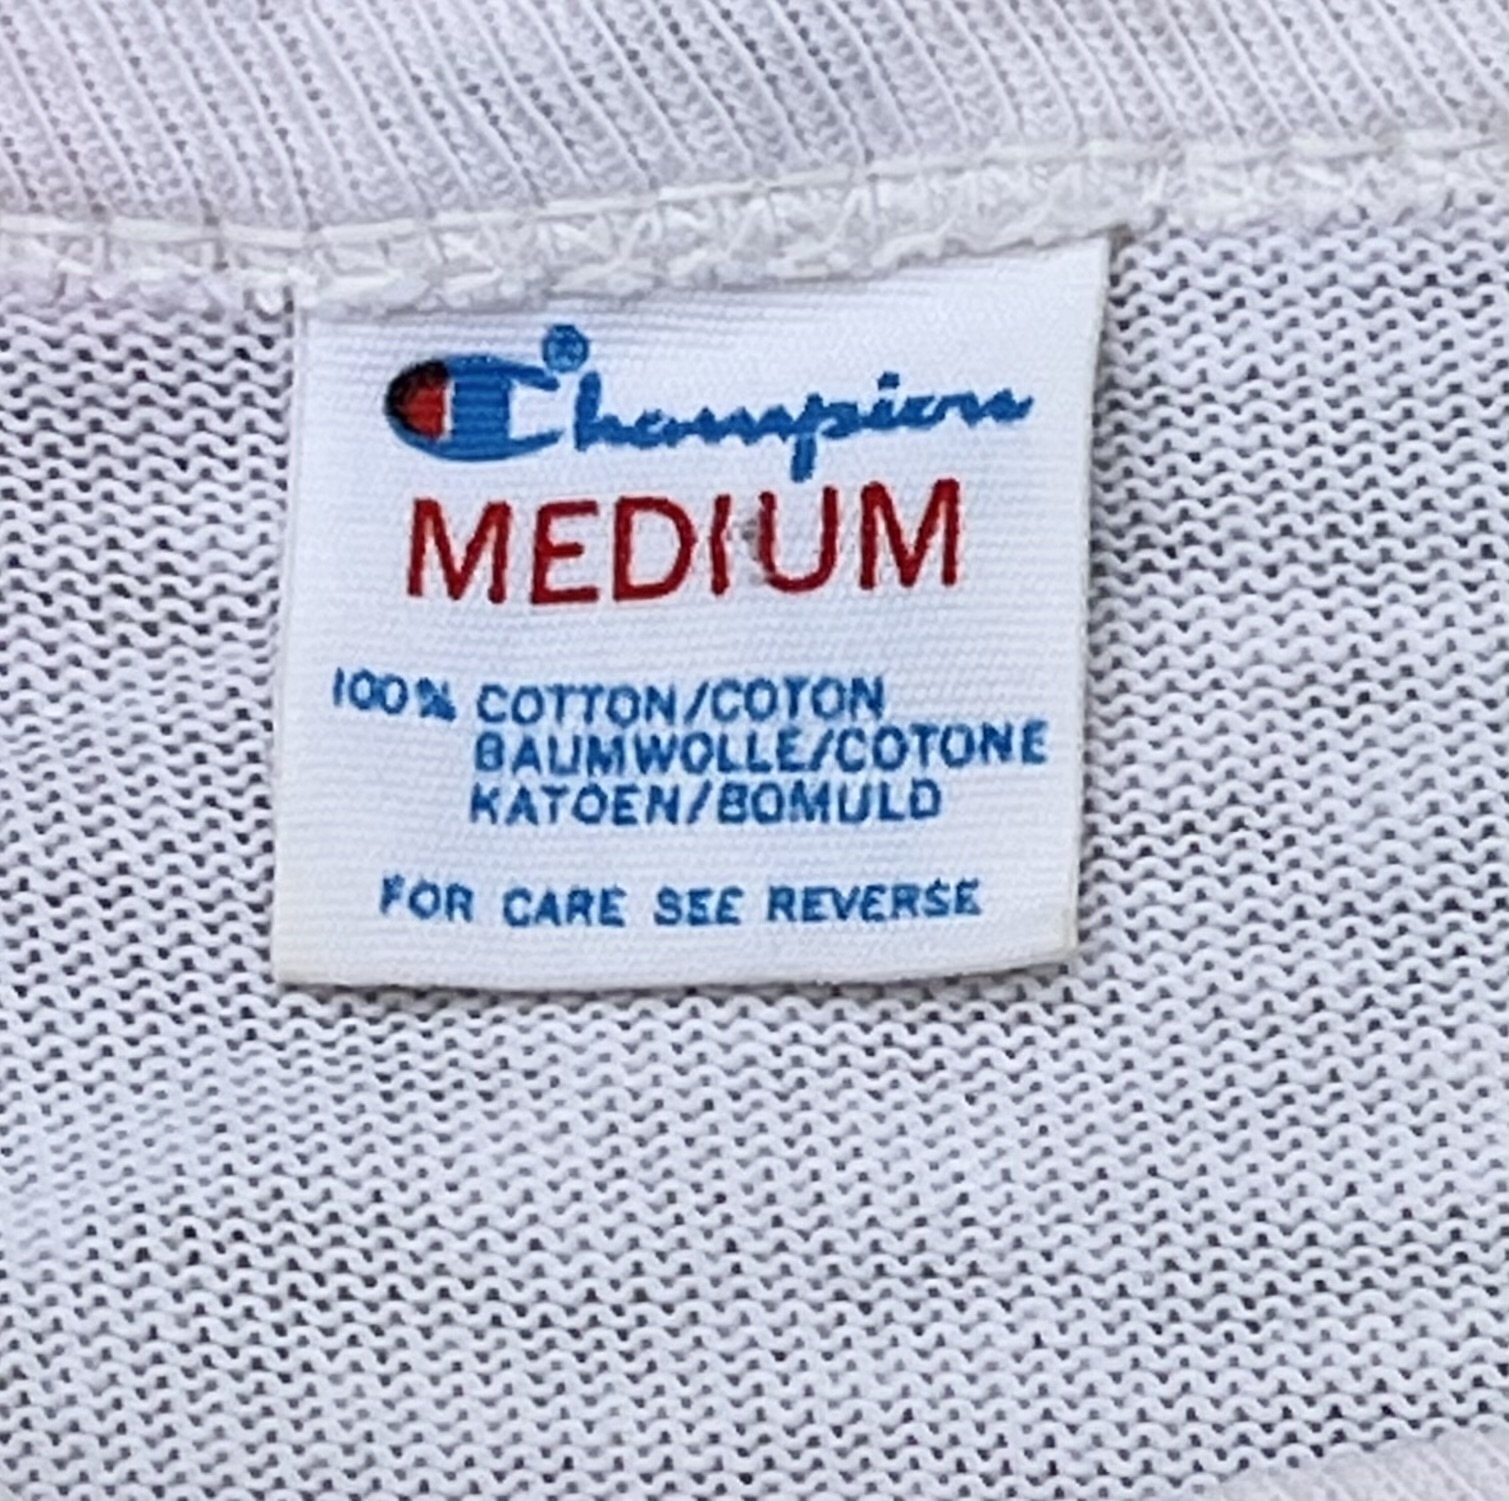 Champion®
MEDIUM
100% COTTON/COTON
BAUMWOLLE/COTONE
KATOEN/BOMULD
FOR CARE SEE REVERSE